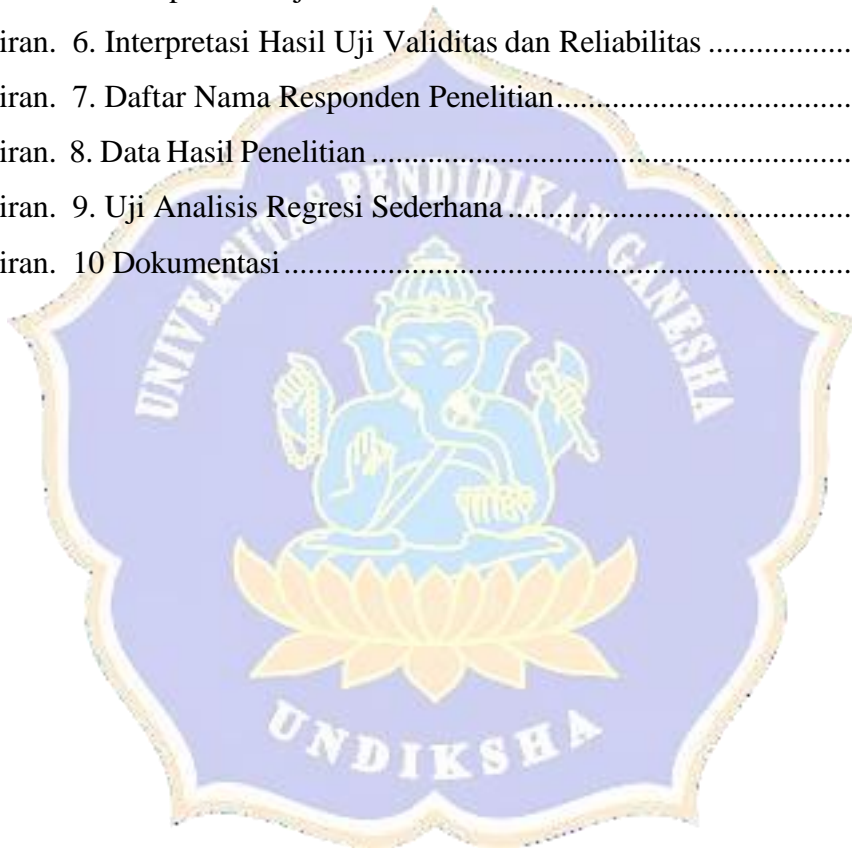 iran. 6. Interpretasi Hasil Uji Validitas dan Reliabilitas ..................
iran. 7. Daftar Nama Responden Penelitian.....................................
iran. 8. Data Hasil Penelitian ............................................................
iran. 9. Uji Analisis Regresi Sederhana...........................................
iran. 10 Dokumentasi.......................................................................
UNIVERSITAS PENDIDIKAN GANESHA
UNDIKSHA